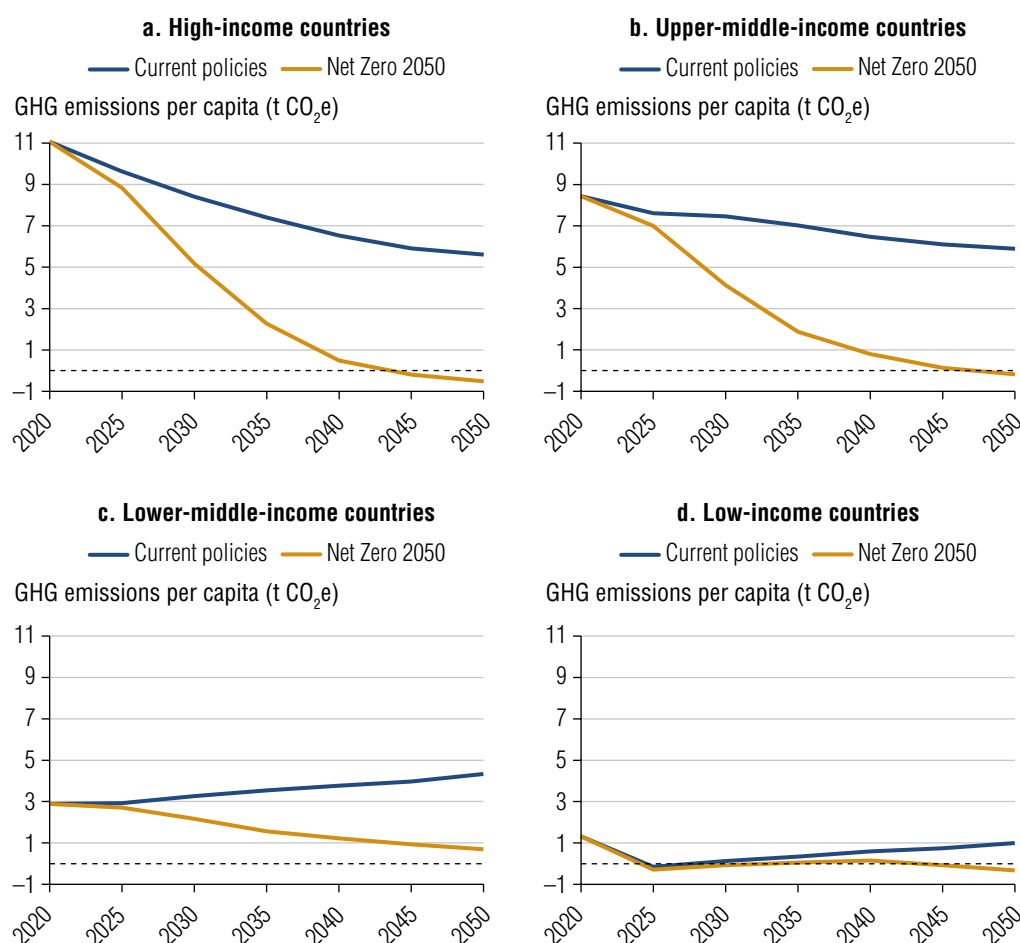 a. High-income countries
Current policies Net Zero 2050
GHG emissions per capita (t CO₂e)
11
9
7
5
3
1
–1
2020 2025 2030 2035 2040 2045 2050
b. Upper-middle-income countries
Current policies Net Zero 2050
GHG emissions per capita (t CO₂e)
11
9
7
5
3
1
–1
2020 2025 2030 2035 2040 2045 2050
c. Lower-middle-income countries
Current policies Net Zero 2050
GHG emissions per capita (t CO₂e)
11
9
7
5
3
1
–1
2020 2025 2030 2035 2040 2045 2050
d. Low-income countries
Current policies Net Zero 2050
GHG emissions per capita (t CO₂e)
11
9
7
5
3
1
–1
2020 2025 2030 2035 2040 2045 2050